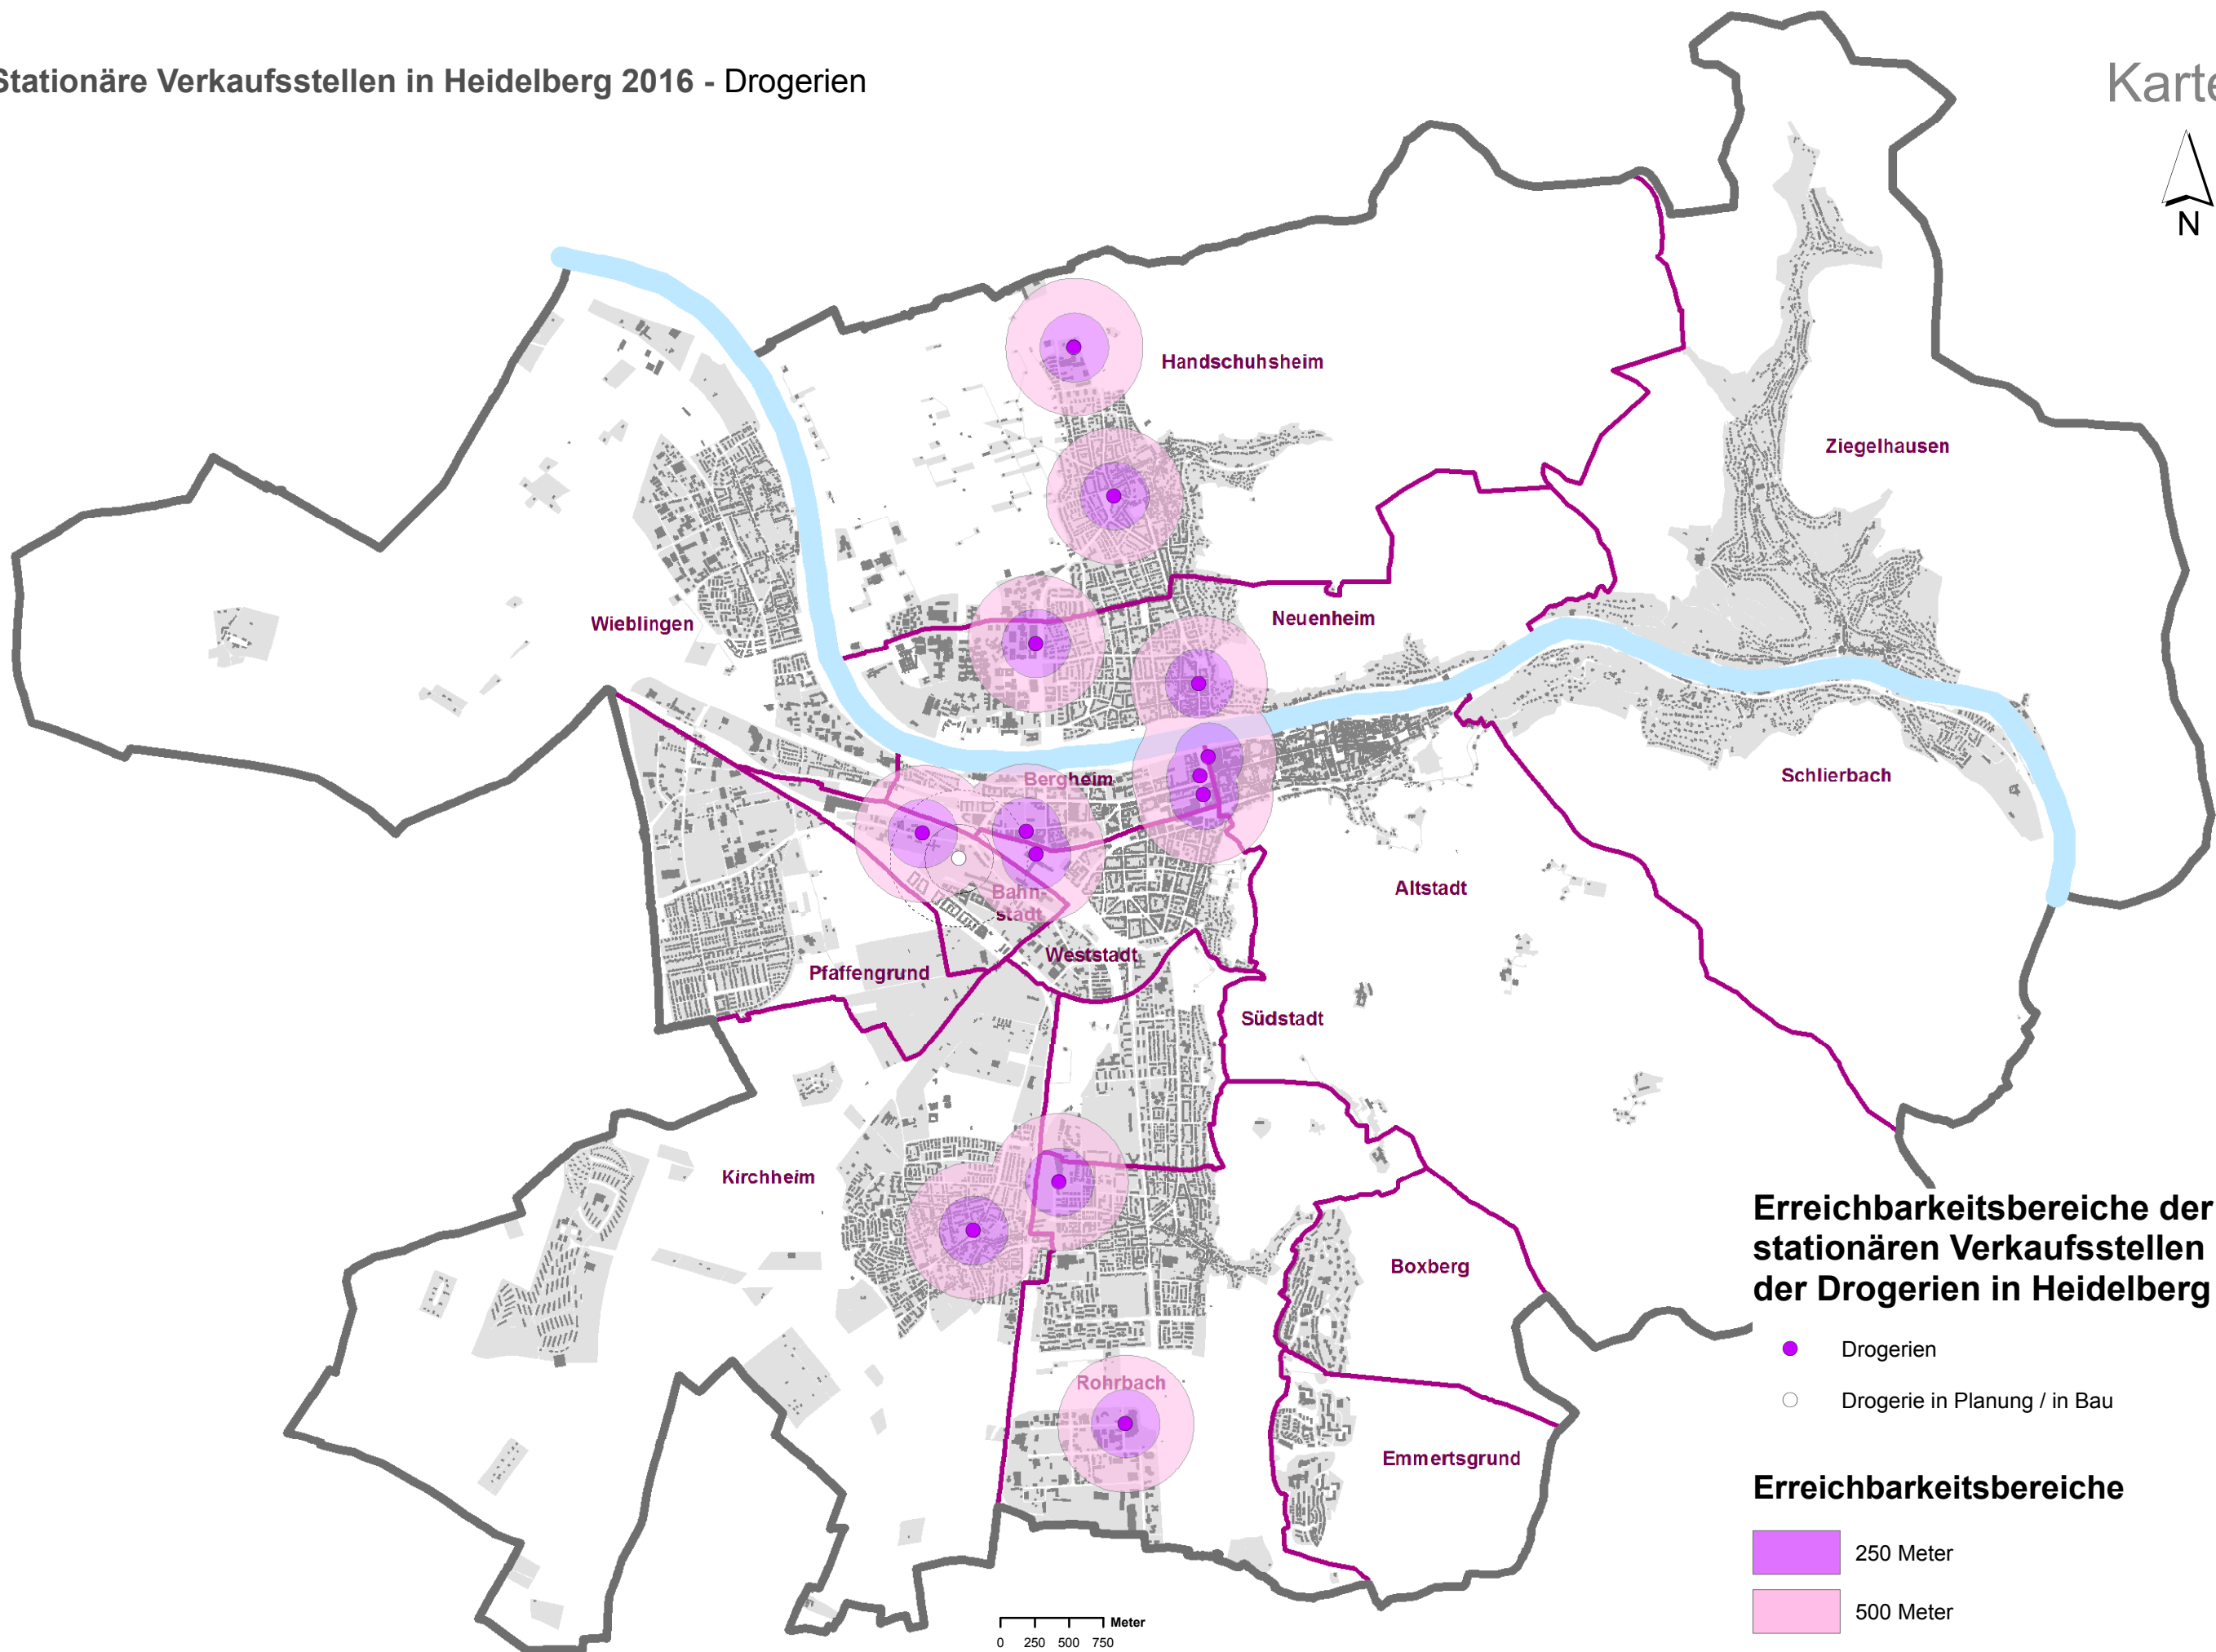 Stationäre Verkaufsstellen in Heidelberg 2016 - Drogerien
Karte
N
Handschuhsheim
Ziegelhausen
Neuenheim
Wieblingen
Bergheim
Schlierbach
Altstadt
Bahn-
stadt
Weststadt
Pfaffengrund
Südstadt
Kirchheim
Boxberg
Rohrbach
Emmertsgrund
Erreichbarkeitsbereiche der
stationären Verkaufsstellen
der Drogerien in Heidelberg
Drogerien
Drogerie in Planung / in Bau
Erreichbarkeitsbereiche
250 Meter
500 Meter
Meter
0 250 500 750